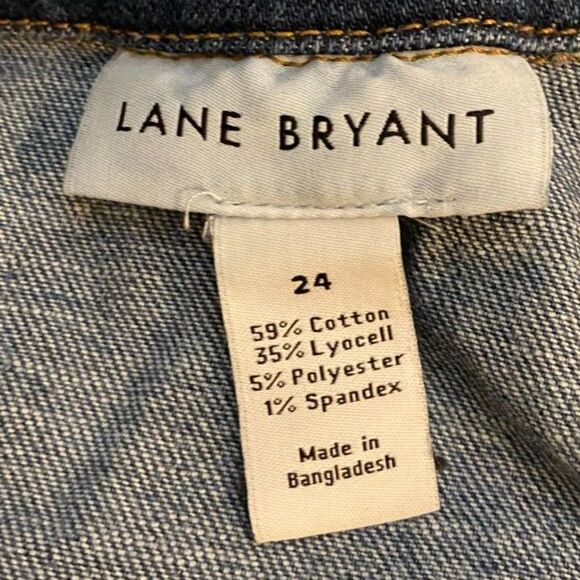 LANE BRYANT
24
59% Cotton
35% Lyocell
5% Polyester
1% Spandex
Made in
Bangladesh